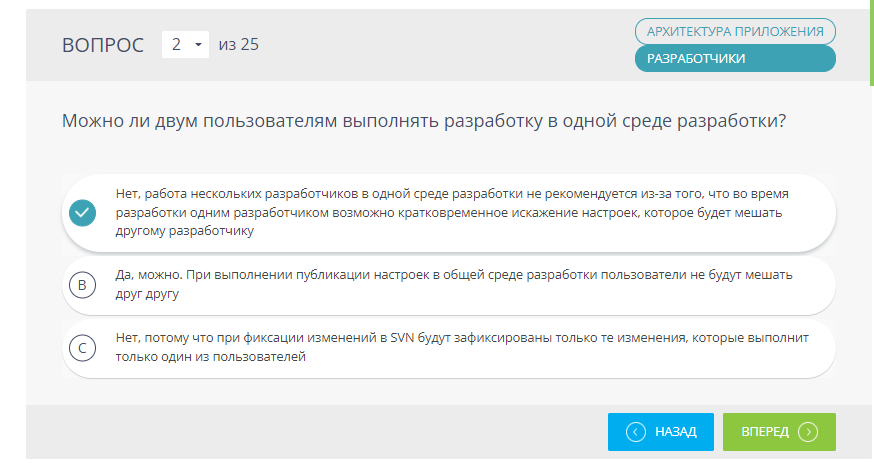 ВОПРОС 2 из 25
АРХИТЕКТУРА ПРИЛОЖЕНИЯ
РАЗРАБОТЧИКИ
Можно ли двум пользователям выполнять разработку в одной среде разработки?
Нет, работа нескольких разработчиков в одной среде разработки не рекомендуется из-за того, что во время
разработки одним разработчиком возможно кратковременное искажение настроек, которое будет мешать
другому разработчику
B
Да, можно. При выполнении публикации настроек в общей среде разработки пользователи не будут мешать
друг другу
C
Нет, потому что при фиксации изменений в SVN будут зафиксированы только те изменения, которые выполнит
только один из пользователей
НАЗАД
ВПЕРЕД